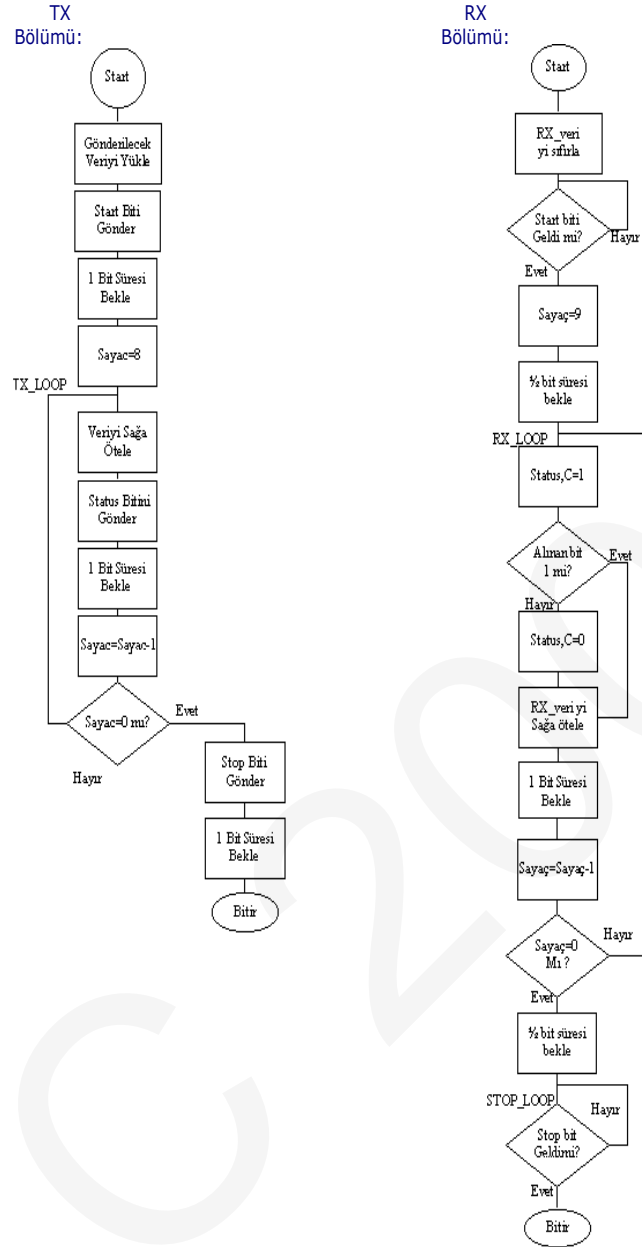 TX
Bölümü:
Start
Gönderilecek
Veriyi Yükle
Start Biti
Gönder
1 Bit Süresi
Bekle
Sayac=8
TX_LOOP
Veriyi Sağa
Ötele
Status Bitini
Gönder
1 Bit Süresi
Bekle
Sayac=Sayac-1
Sayac=0 mı?
Evet
Hayır
Stop Biti
Gönder
1 Bit Süresi
Bekle
Bitir
RX
Bölümü:
Start
RX_veri
yi sıfırla
Start biti
Geldi mi?
Hayır
Evet
Sayaç=9
½ bit süresi
bekle
RX_LOOP
Status,C=1
Alınan bit
1 mi?
Evet
Hayır
Status,C=0
RX_veri yi
Sağa ötele
1 Bit Süresi
Bekle
Sayaç=Sayaç-1
Sayaç=0
Mı ?
Hayır
Evet
½ bit süresi
bekle
STOP_LOOP
Hayır
Stop bit
Geldimi?
Evet
Bitir